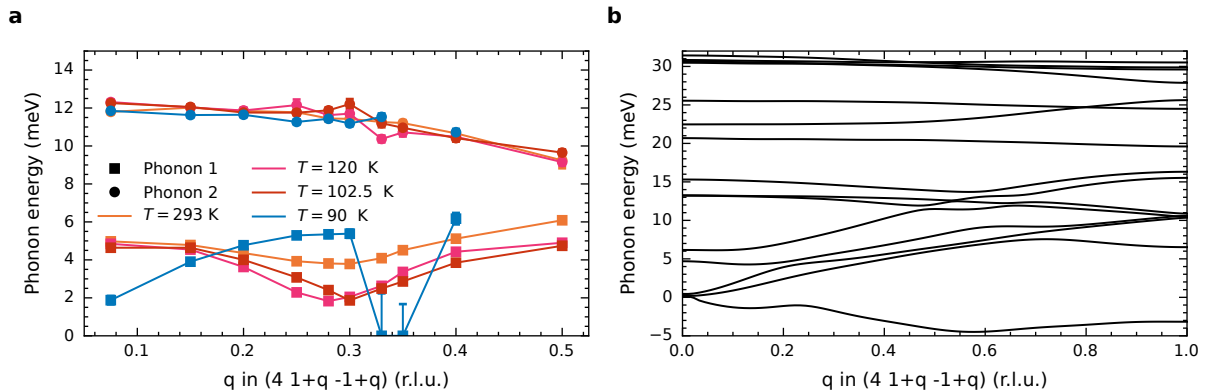 a
b
14
12
10
8
6
4
2
0
Phonon energy (meV)
Phonon 1
Phonon 2
T = 293 K
T = 120 K
T = 102.5 K
T = 90 K
0.1
0.2
0.3
0.4
0.5
q in (4 1+q -1+q) (r.l.u.)
30
25
20
15
10
5
0
−5
Phonon energy (meV)
0.0
0.2
0.4
0.6
0.8
1.0
q in (4 1+q -1+q) (r.l.u.)